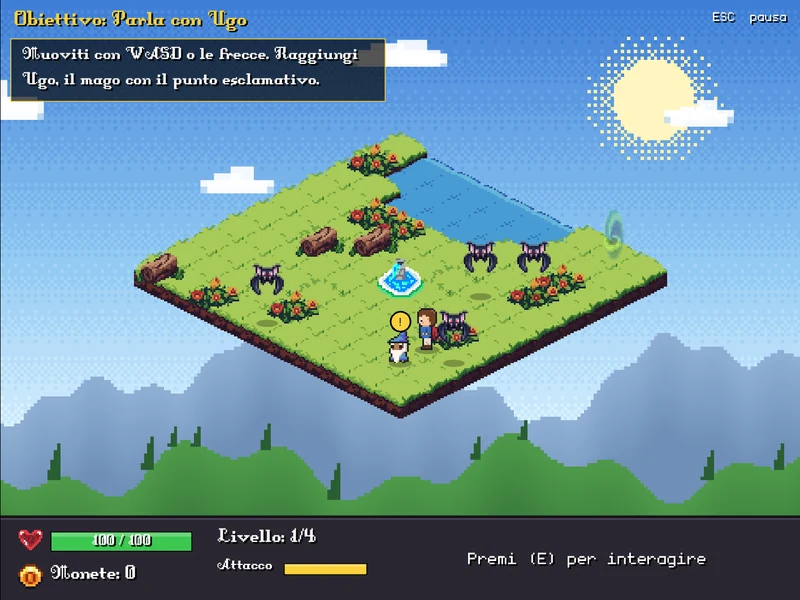 Obiettivo: Parla con Ugo
ESC pausa
Muoviti con WASD o le frecce. Raggiungi
Ugo, il mago con il punto esclamativo.
!
100 / 100
Livello: 1/4
Monete: 0
Attacco
Premi (E) per interagire